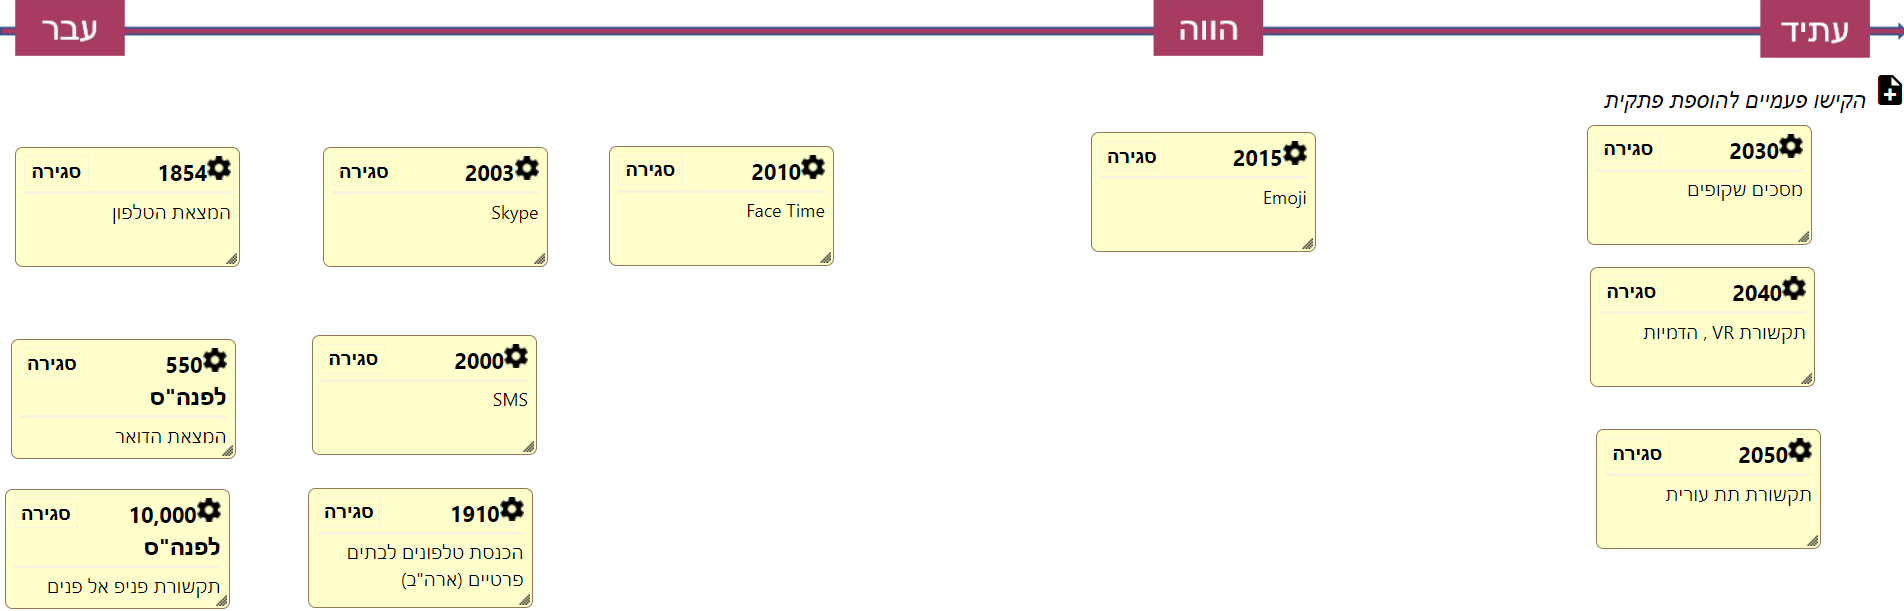 עבר
הווה
עתיד
הקישו פעמיים להוספת פתקית
1854
סגירה
המצאת הטלפון
2003
סגירה
Skype
2010
סגירה
Face Time
2015
סגירה
Emoji
2030
סגירה
מסכים שקופים
2040
סגירה
תקשורת VR , הדמיות
550
סגירה
לפנה"ס
המצאת הדואר
2000
סגירה
SMS
2050
סגירה
תקשורת תת עורית
10,000
סגירה
לפנה"ס
תקשורת פניפ אל פנים
1910
סגירה
הכנסת טלפונים לבתים
פרטיים (ארה"ב)